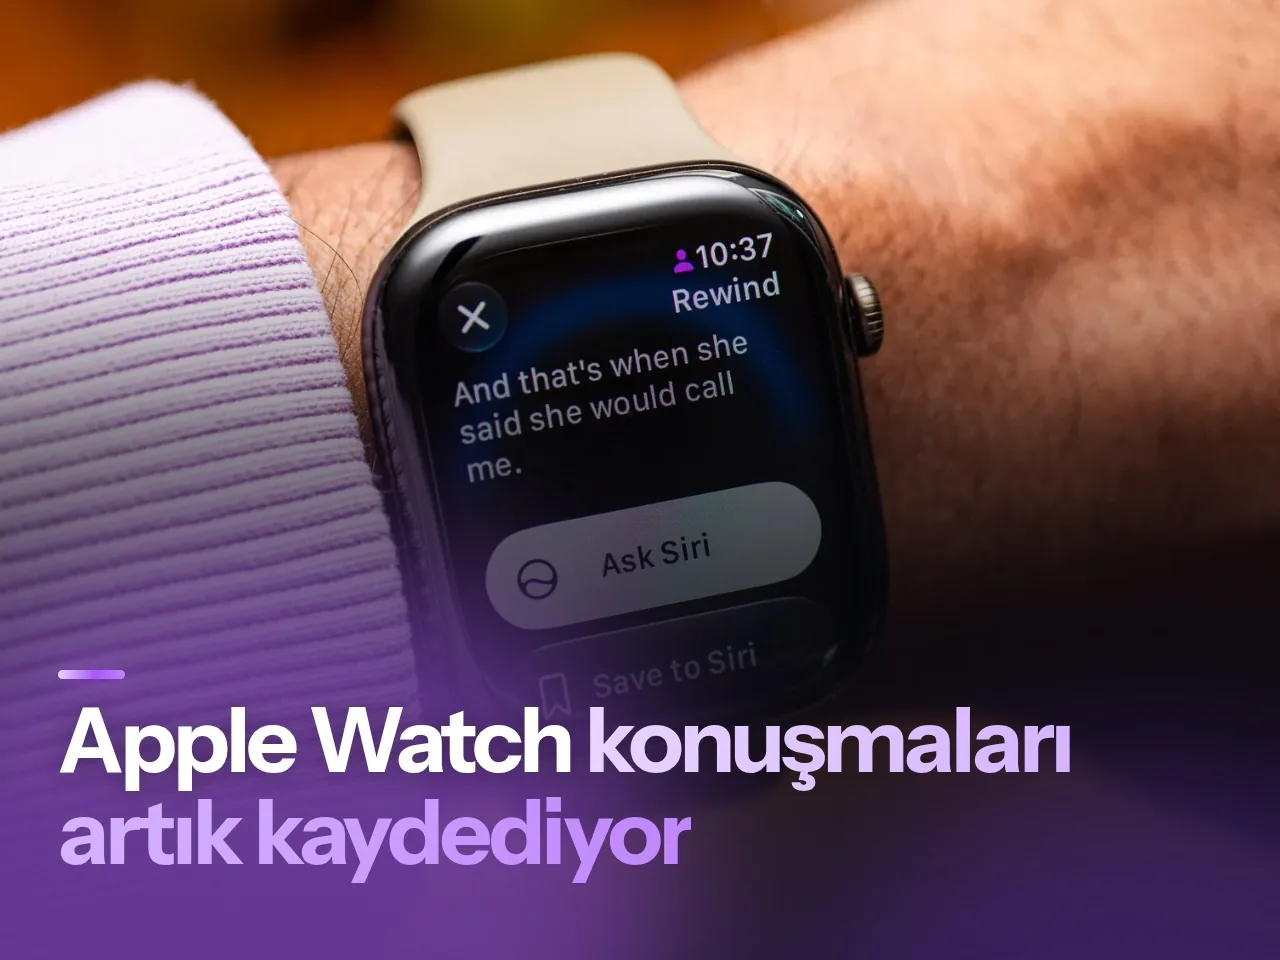 10:37
Rewind
And that's when she
said she would call
me.
Ask Siri
Save to Siri
Apple Watch konuşmaları
artık kaydediyor